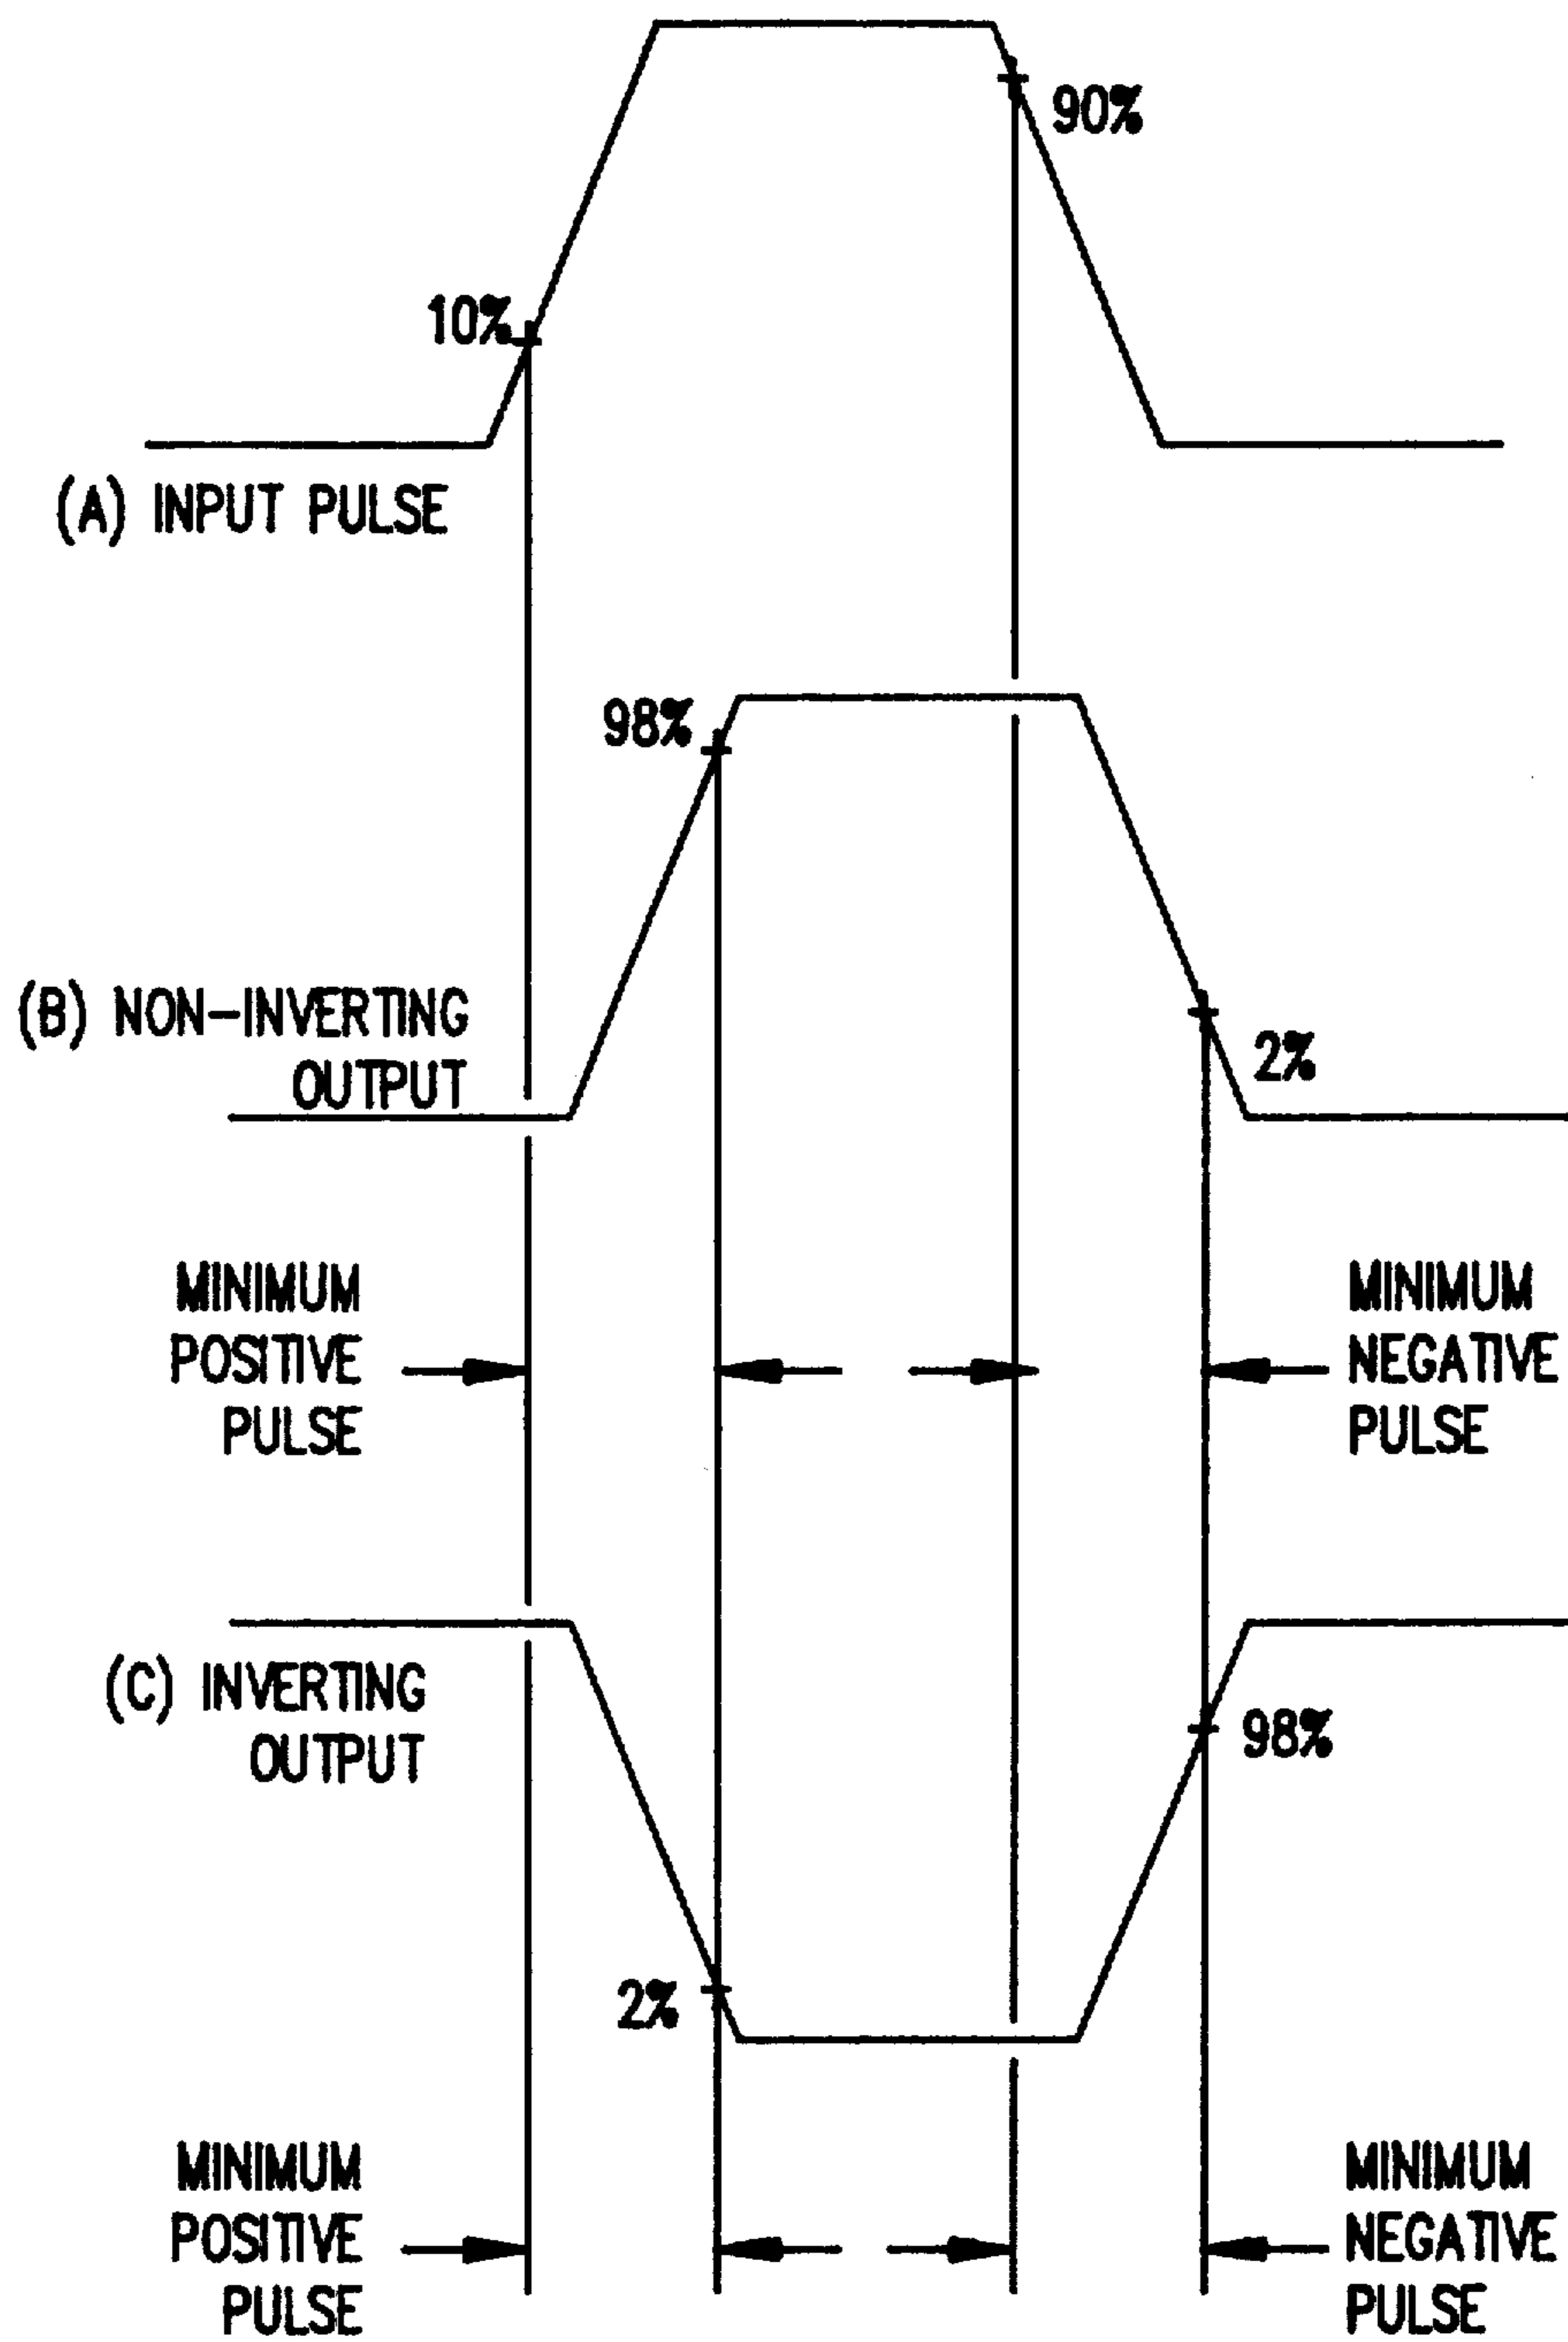 90%
10%
(A) INPUT PULSE
98%
(B) NON-INVERTING
OUTPUT
2%
MINIMUM
POSITIVE
PULSE
MINIMUM
NEGATIVE
PULSE
(C) INVERTING
OUTPUT
98%
2%
MINIMUM
POSITIVE
PULSE
MINIMUM
NEGATIVE
PULSE